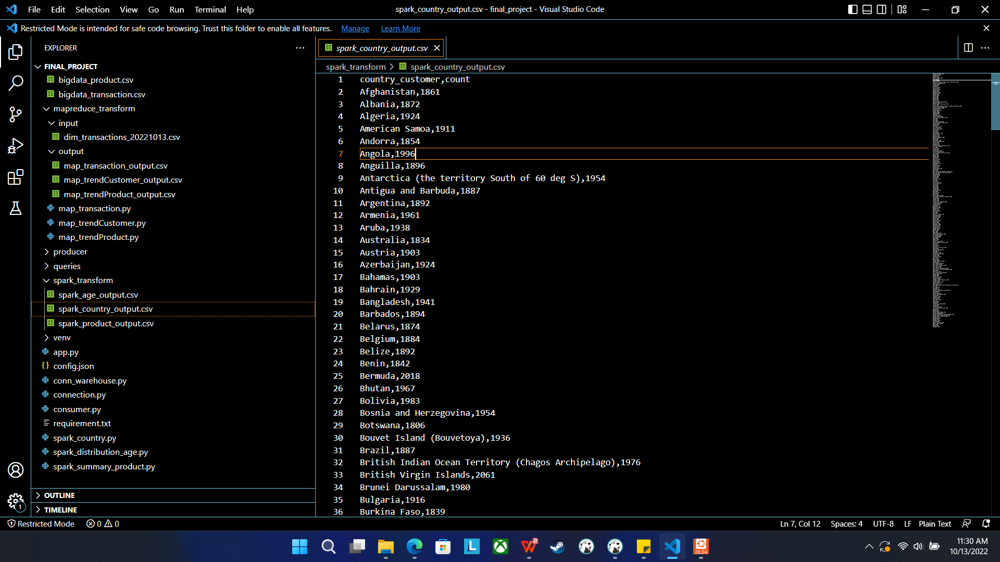 File Edit Selection View Go Run Terminal Help
spark_country_output.csv - final_project - Visual Studio Code
Restricted Mode is intended for safe code browsing. Trust this folder to enable all features. Manage Learn More
EXPLORER
FINAL_PROJECT
bigdata_product.csv
bigdata_transaction.csv
mapreduce_transform
input
dim_transactions_20221013.csv
output
map_transaction_output.csv
map_trendCustomer_output.csv
map_trendProduct_output.csv
map_transaction.py
map_trendCustomer.py
map_trendProduct.py
producer
queries
spark_transform
spark_age_output.csv
spark_country_output.csv
spark_product_output.csv
venv
app.py
config.json
conn_warehouse.py
connection.py
consumer.py
requirement.txt
spark_country.py
spark_distribution_age.py
spark_summary_product.py
OUTLINE
TIMELINE
1
spark_country_output.csv
spark_transform > spark_country_output.csv
1 country_customer,count
2 Afghanistan,1861
3 Albania,1872
4 Algeria,1924
5 American Samoa,1911
6 Andorra,1854
7 Angola,1996
8 Anguilla,1896
9 Antarctica (the territory South of 60 deg S),1954
10 Antigua and Barbuda,1887
11 Argentina,1892
12 Armenia,1961
13 Aruba,1938
14 Australia,1834
15 Austria,1903
16 Azerbaijan,1924
17 Bahamas,1903
18 Bahrain,1929
19 Bangladesh,1941
20 Barbados,1894
21 Belarus,1874
22 Belgium,1884
23 Belize,1892
24 Benin,1842
25 Bermuda,2018
26 Bhutan,1967
27 Bolivia,1983
28 Bosnia and Herzegovina,1954
29 Botswana,1806
30 Bouvet Island (Bouvetoya),1936
31 Brazil,1887
32 British Indian Ocean Territory (Chagos Archipelago),1976
33 British Virgin Islands,2061
34 Brunei Darussalam,1980
35 Bulgaria,1916
36 Burkina Faso,1839
Restricted Mode 0 0
Ln 7, Col 12 Spaces: 4 UTF-8 LF Plain Text
L
2
20.04
11:30 AM
10/13/2022